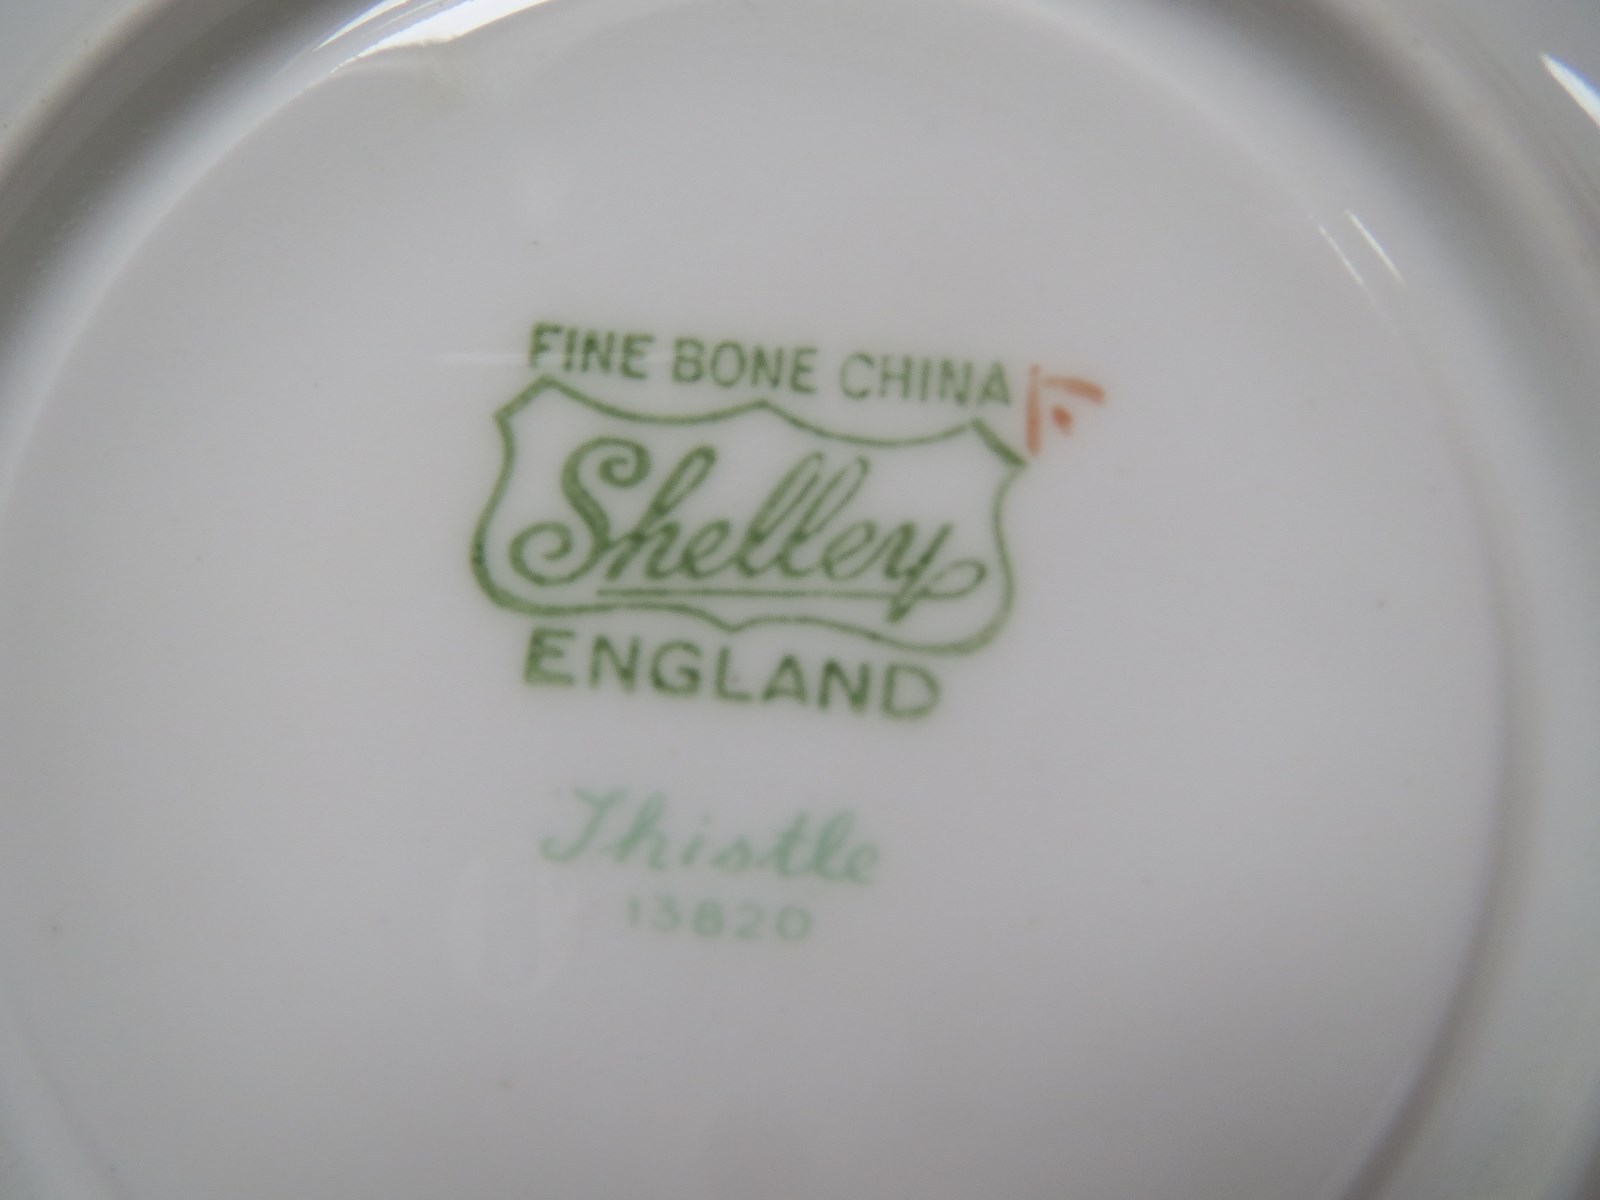 FINE BONE CHINA
Shelley
ENGLAND
Thistle
13820